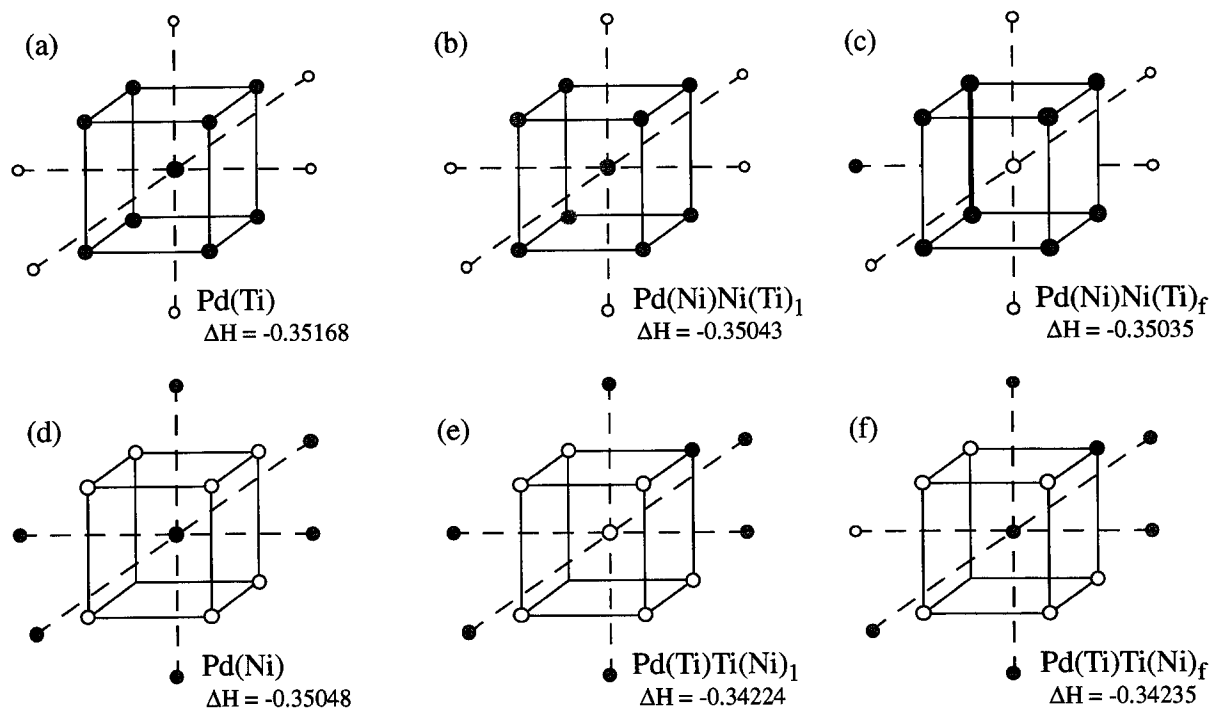 (a)
Pd(Ti)
ΔH = -0.35168
(b)
Pd(Ni)Ni(Ti)₁
ΔH = -0.35043
(c)
Pd(Ni)Ni(Ti)f
ΔH = -0.35035
(d)
Pd(Ni)
ΔH = -0.35048
(e)
Pd(Ti)Ti(Ni)₁
ΔH = -0.34224
(f)
Pd(Ti)Ti(Ni)f
ΔH = -0.34235